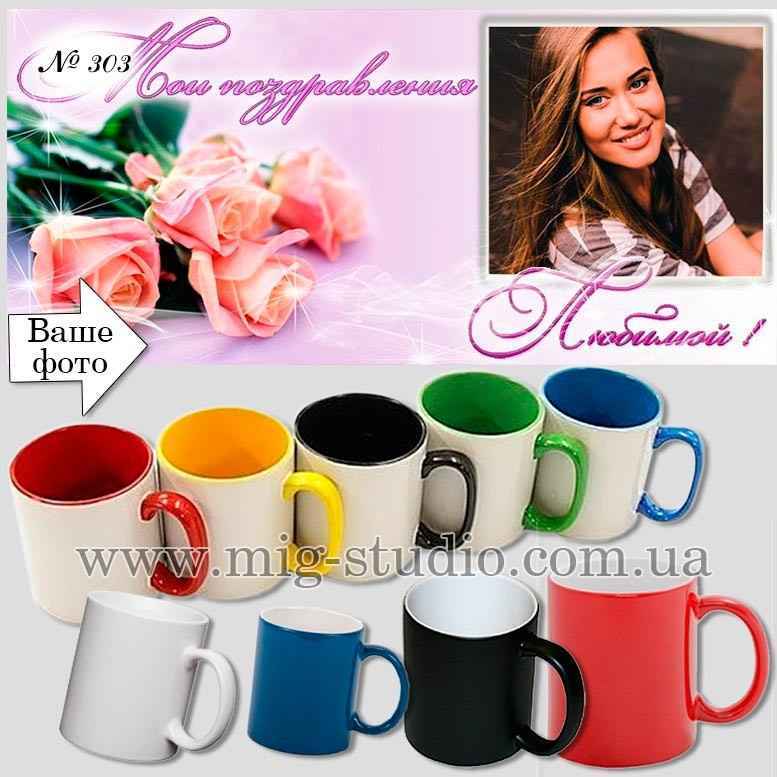 № 303
Мои поздравления
Любимой !
Ваше
фото
www.mig-studio.com.ua